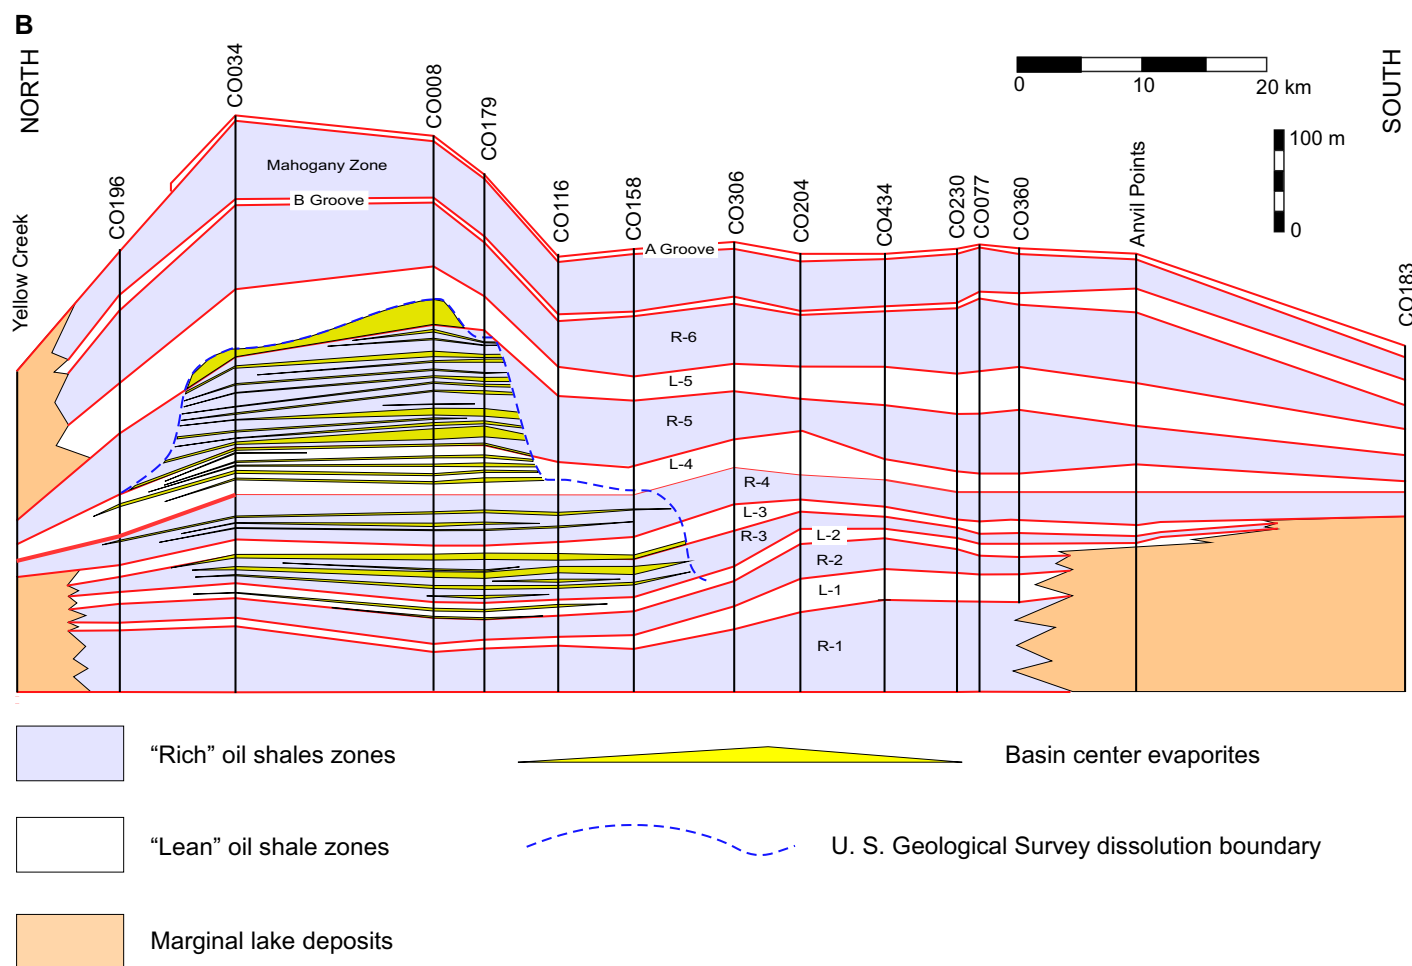 B
NORTH
SOUTH
Yellow Creek
CO196
CO034
CO008
CO179
CO116
CO158
CO306
CO204
CO434
CO230
CO077
CO360
Anvil Points
CO183
0 10 20 km
100 m
0
Mahogany Zone
B Groove
A Groove
R-6
L-5
R-5
L-4
R-4
L-3
R-3
L-2
R-2
L-1
R-1
“Rich” oil shales zones
Basin center evaporites
“Lean” oil shale zones
U. S. Geological Survey dissolution boundary
Marginal lake deposits